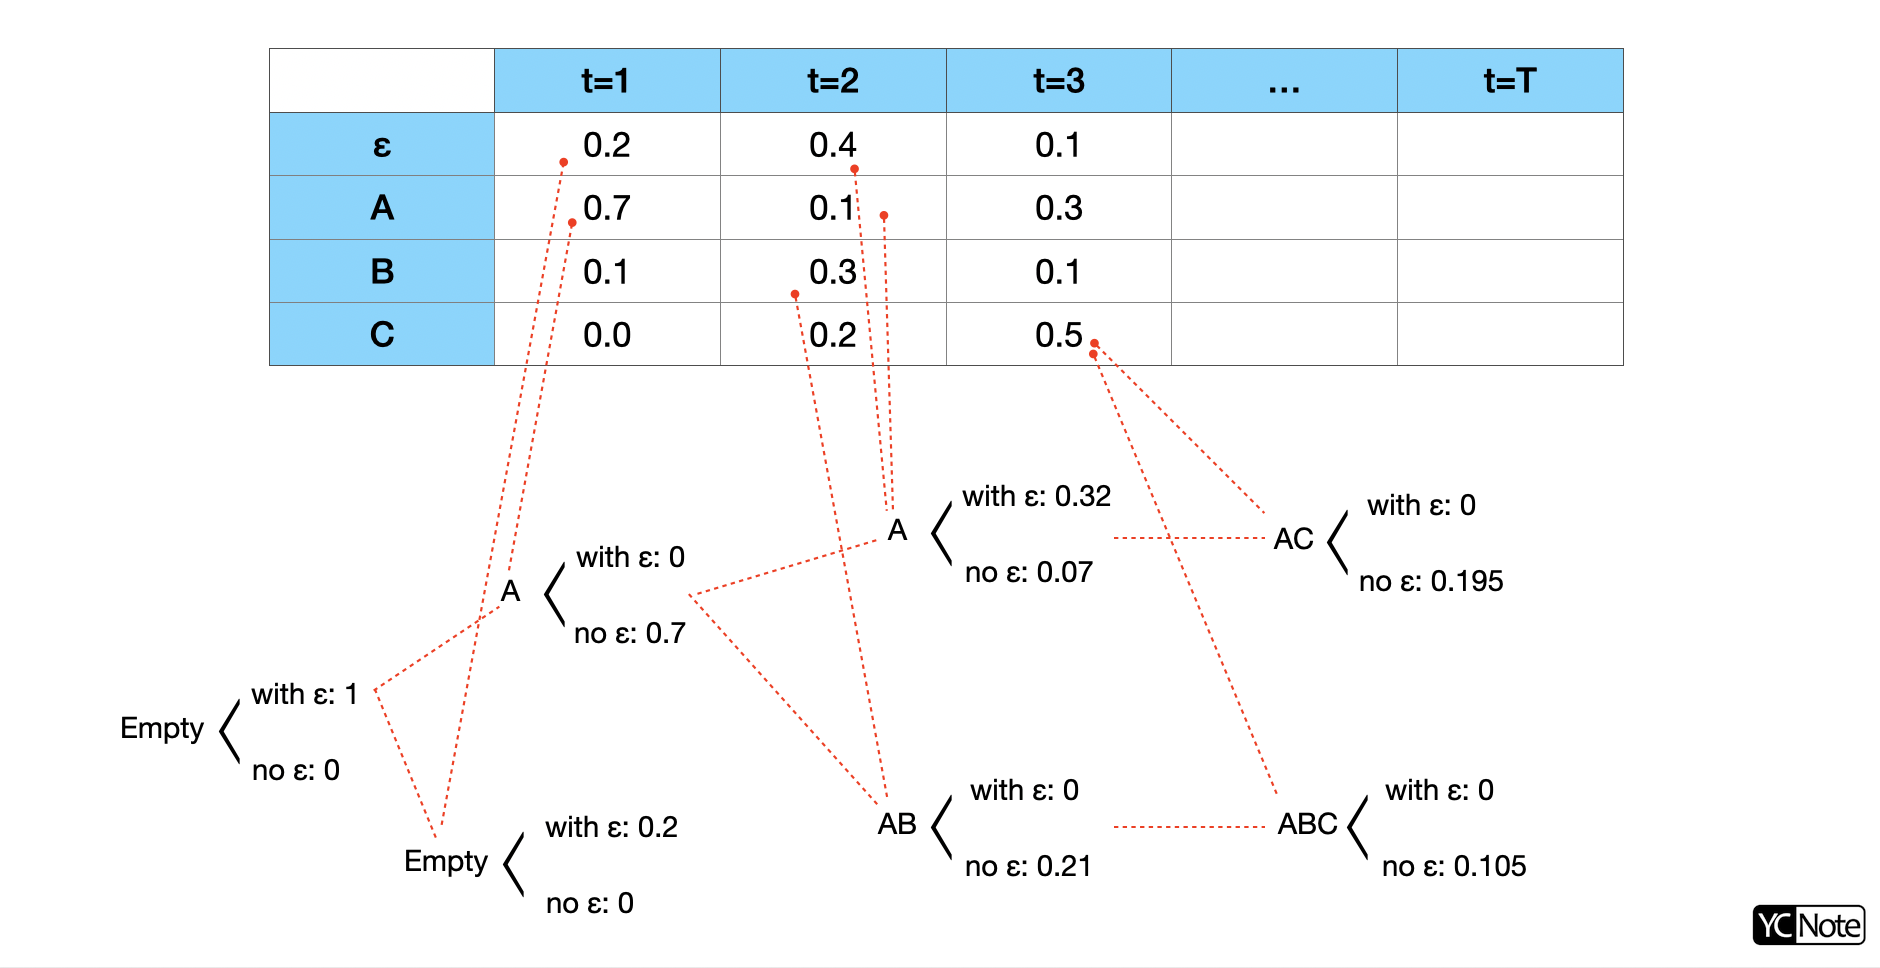 t=1 t=2 t=3 ... t=T
ε 0.2 0.4 0.1
A 0.7 0.1 0.3
B 0.1 0.3 0.1
C 0.0 0.2 0.5
Empty
with ε: 1
no ε: 0
A
with ε: 0
no ε: 0.7
Empty
with ε: 0.2
no ε: 0
A
with ε: 0.32
no ε: 0.07
AB
with ε: 0
no ε: 0.21
AC
with ε: 0
no ε: 0.195
ABC
with ε: 0
no ε: 0.105
YC Note